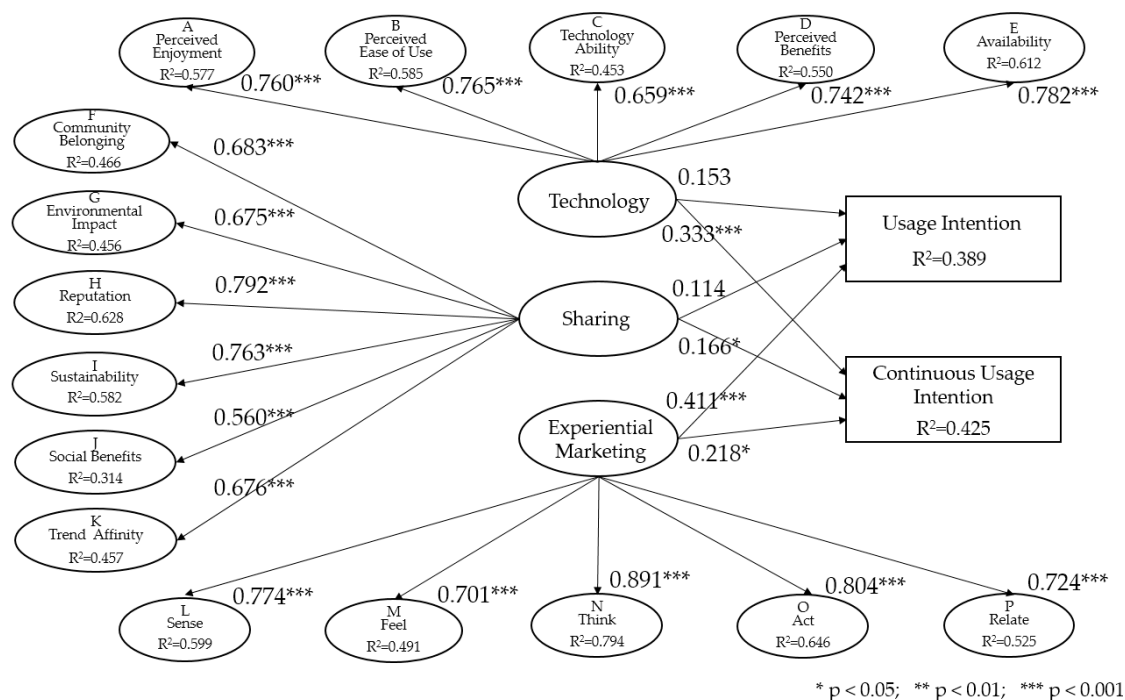 A
Perceived
Enjoyment
R²=0.577
B
Perceived
Ease of Use
R²=0.585
C
Technology
Ability
R²=0.453
D
Perceived
Benefits
R²=0.550
E
Availability
R²=0.612
0.760***
0.765***
0.659***
0.742***
0.782***
F
Community
Belonging
R²=0.466
0.683***
G
Environmental
Impact
R²=0.456
0.675***
H
Reputation
R2=0.628
0.792***
I
Sustainability
R²=0.582
0.763***
J
Social Benefits
R²=0.314
0.560***
K
Trend Affinity
R²=0.457
0.676***
Technology
0.153
0.333***
Sharing
0.114
0.166*
Experiential
Marketing
0.411***
0.218*
Usage Intention
R²=0.389
Continuous Usage
Intention
R²=0.425
0.774***
0.701***
0.891***
0.804***
0.724***
L
Sense
R²=0.599
M
Feel
R²=0.491
N
Think
R²=0.794
O
Act
R²=0.646
P
Relate
R²=0.525
* p < 0.05; ** p < 0.01; *** p < 0.001